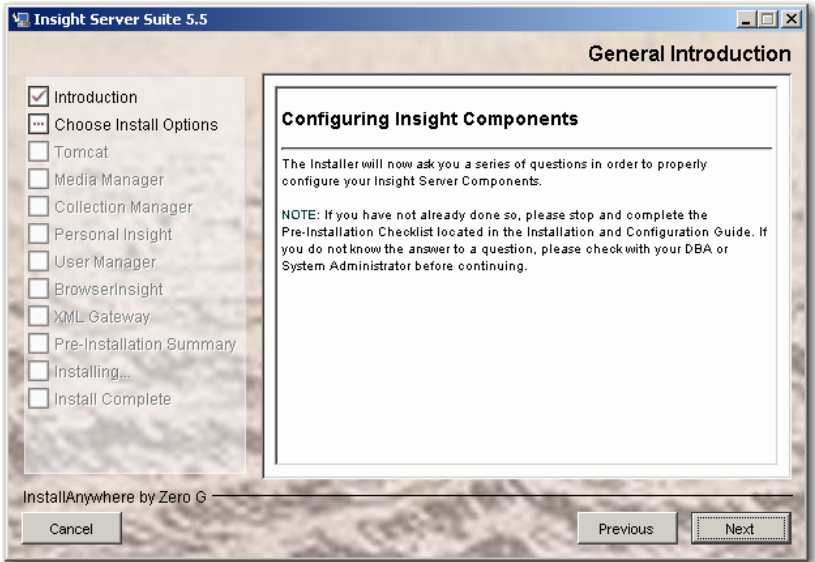 Insight Server Suite 5.5
General Introduction
Introduction
Choose Install Options
Tomcat
Media Manager
Collection Manager
Personal Insight
User Manager
BrowserInsight
XML Gateway
Pre-Installation Summary
Installing...
Install Complete
Configuring Insight Components
The Installer will now ask you a series of questions in order to properly
configure your Insight Server Components.
NOTE: If you have not already done so, please stop and complete the
Pre-Installation Checklist located in the Installation and Configuration Guide. If
you do not know the answer to a question, please check with your DBA or
System Administrator before continuing.
InstallAnywhere by Zero G
Cancel
Previous
Next